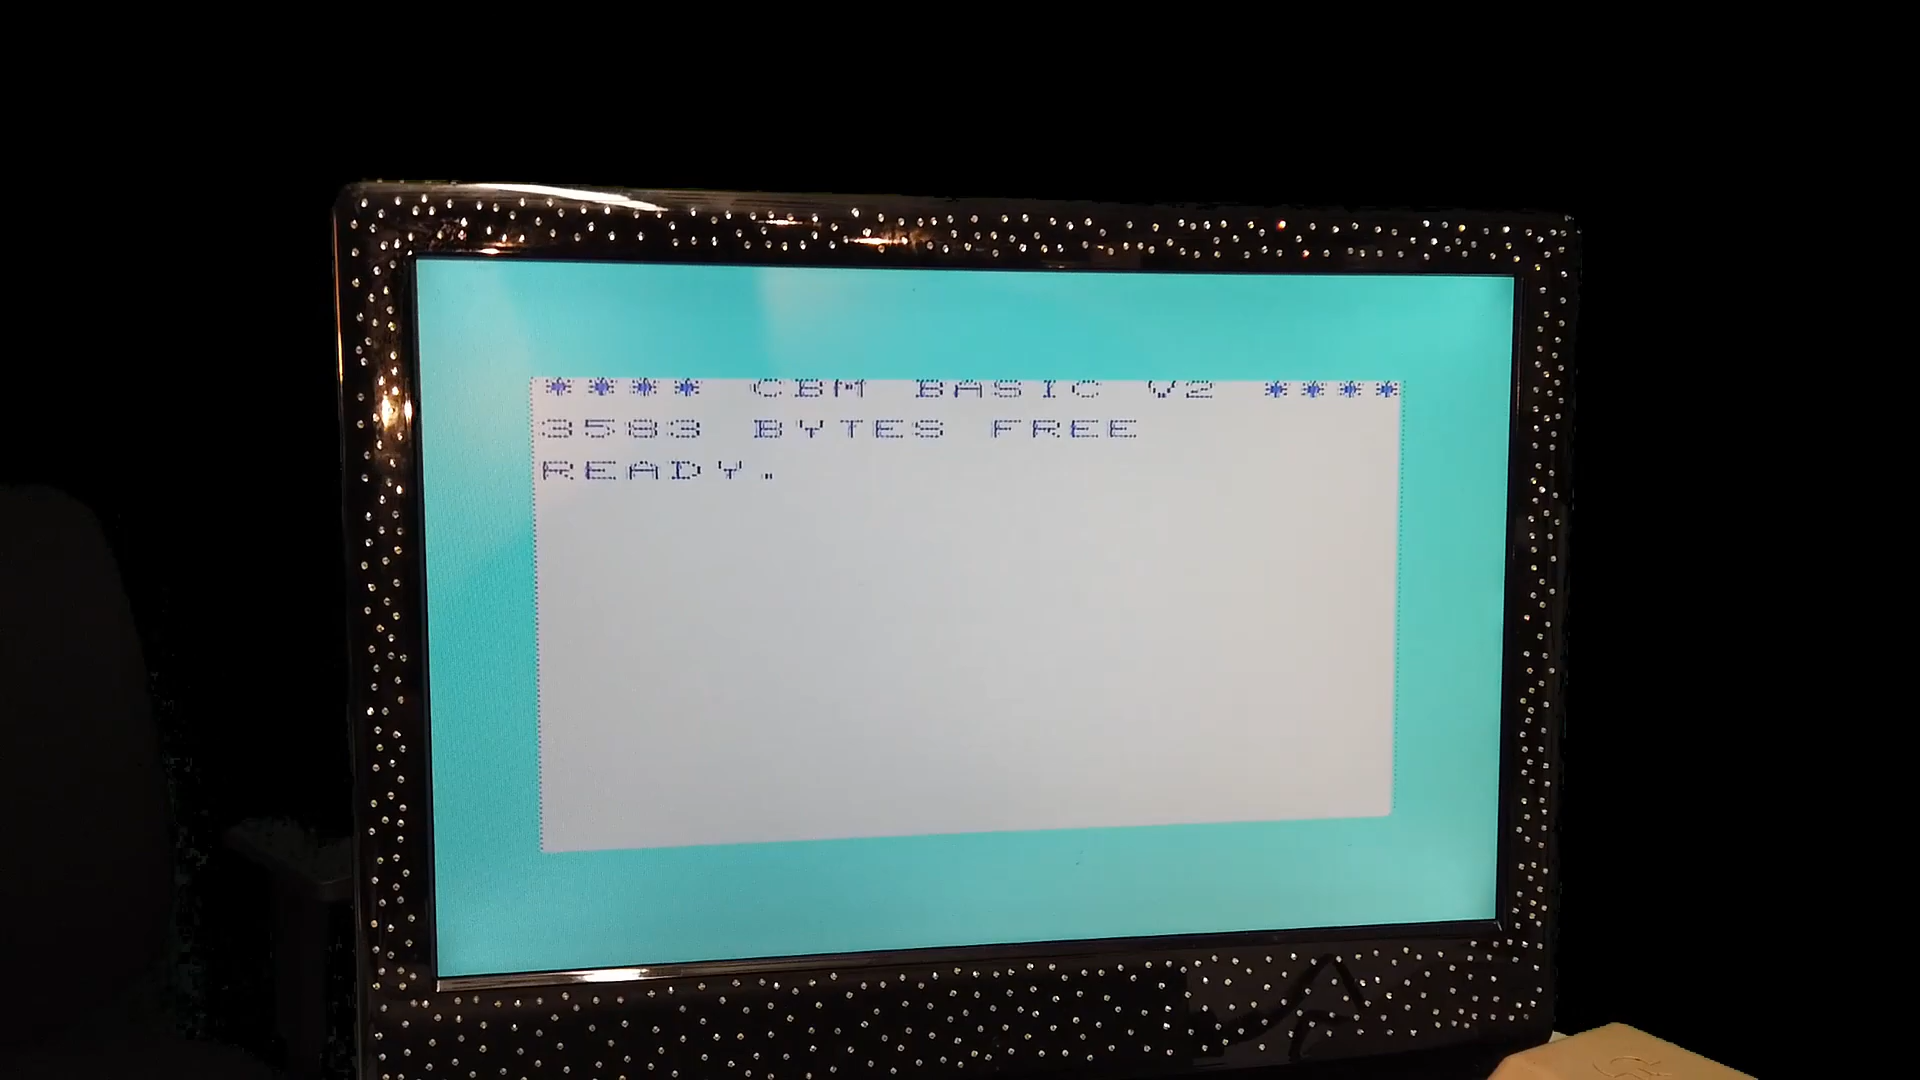 **** CBM BASIC V2 ****
3583 BYTES FREE
READY.